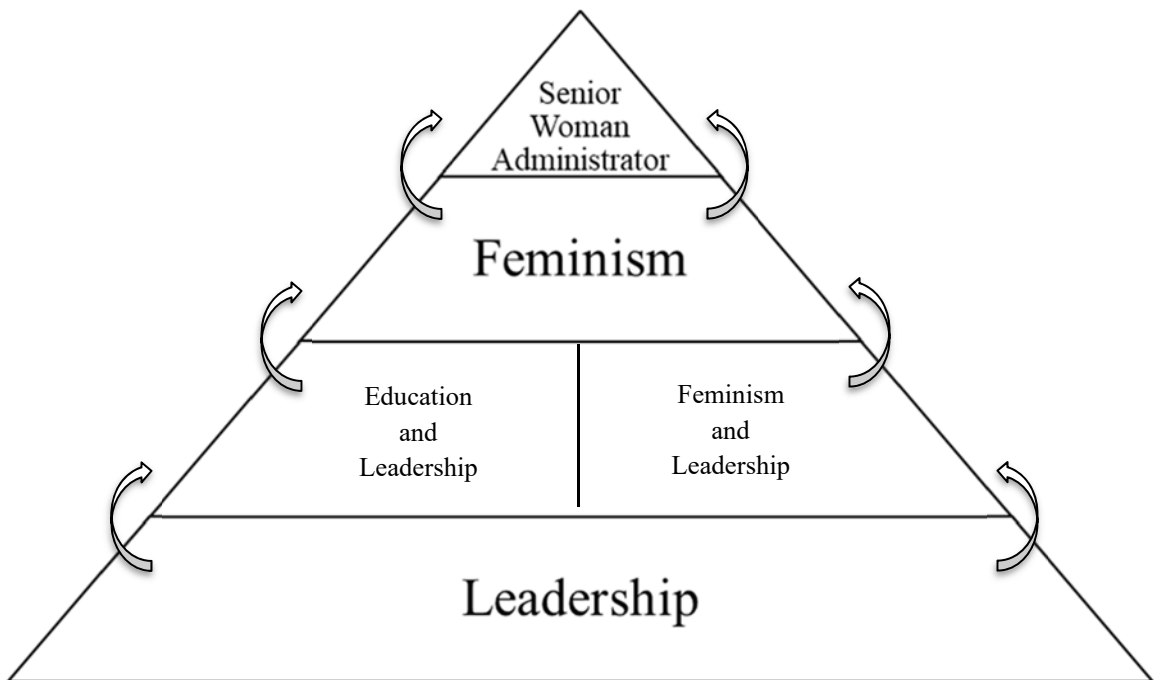 Senior
Woman
Administrator
Feminism
Education
and
Leadership
Feminism
and
Leadership
Leadership